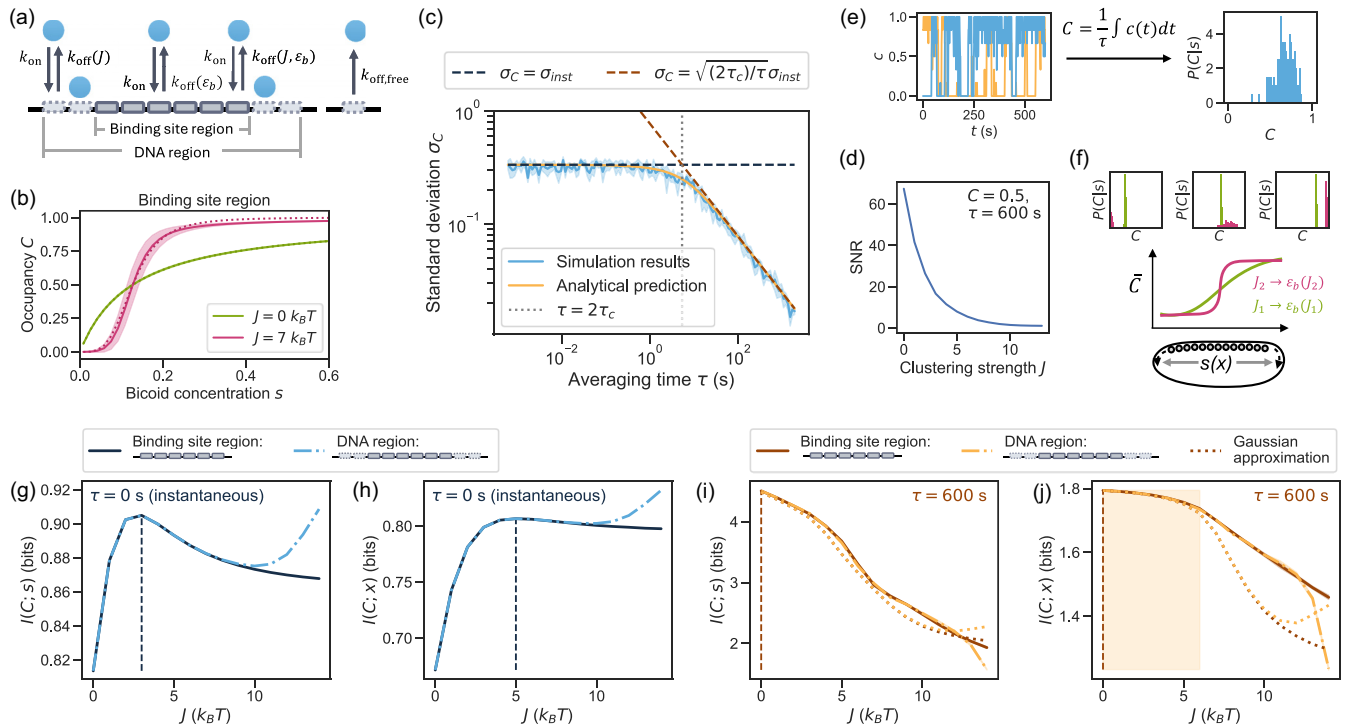 (a)
k_on
k_off(J)
k_on
k_off(ε_b)
k_on
k_off(J, ε_b)
k_off,free
Binding site region
DNA region
(b)
Binding site region
Occupancy C
1.00
0.75
0.50
0.25
0.00
J = 0 k_BT
J = 7 k_BT
0.0 0.2 0.4 0.6
Bicoid concentration s
(c)
σ_C = σ_inst
σ_C = √(2τ_c)/τ σ_inst
Standard deviation σ_C
10^0
10^−1
Simulation results
Analytical prediction
τ = 2τ_c
10^−2 10^0 10^2
Averaging time τ (s)
(e)
c
1.0
0.5
0.0
0 250 500
t (s)
C = 1/τ ∫ c(t)dt
P(C|s)
5.0
2.5
0.0
0 1
C
(d)
C = 0.5,
τ = 600 s
SNR
60
40
20
0
0 5 10
Clustering strength J
(f)
P(C|s)
C
P(C|s)
C
P(C|s)
C
C̄
J_2 → ε_b(J_2)
J_1 → ε_b(J_1)
s(x)
Binding site region:
DNA region:
(g)
τ = 0 s (instantaneous)
I(C; s) (bits)
0.92
0.90
0.88
0.86
0.84
0.82
0 5 10
J (k_BT)
(h)
τ = 0 s (instantaneous)
I(C; x) (bits)
0.80
0.75
0.70
0 5 10
J (k_BT)
Binding site region:
DNA region:
Gaussian
approximation
(i)
τ = 600 s
I(C; s) (bits)
4
3
2
0 5 10
J (k_BT)
(j)
τ = 600 s
I(C; x) (bits)
1.8
1.6
1.4
0 5 10
J (k_BT)